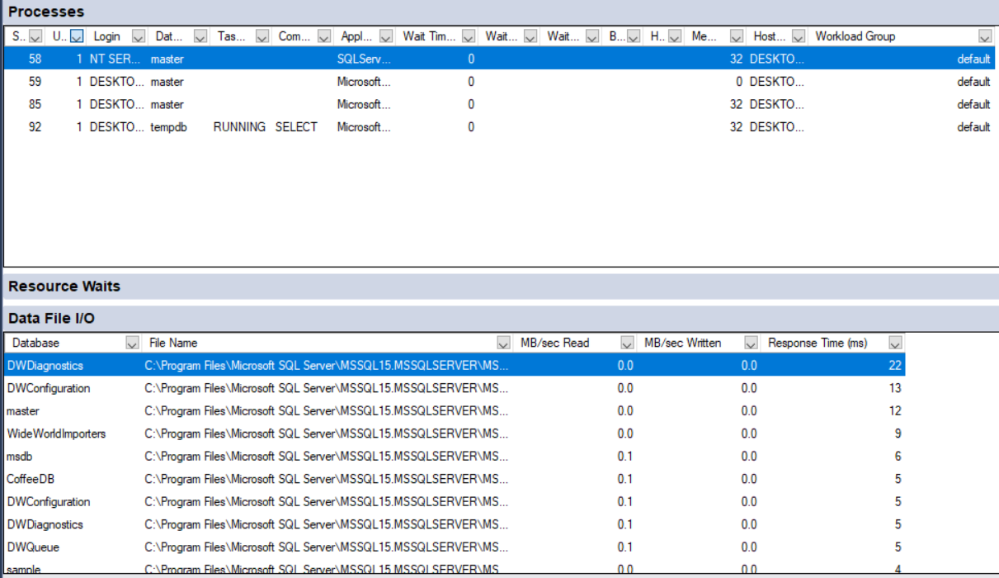 Processes
S.. U.. Login Dat... Tas... Com... Appl... Wait Tim... Wait... Wait... B... H.. Me... Host... Workload Group
58 1 NT SER... master SQLServ... 0 32 DESKTO... default
59 1 DESKTO... master Microsoft... 0 0 DESKTO... default
85 1 DESKTO... master Microsoft... 0 32 DESKTO... default
92 1 DESKTO... tempdb RUNNING SELECT Microsoft... 0 32 DESKTO... default
Resource Waits
Data File I/O
Database File Name MB/sec Read MB/sec Written Response Time (ms)
DWDiagnostics C:\Program Files\Microsoft SQL Server\MSSQL15.MSSQLSERVER\MS... 0.0 0.0 22
DWConfiguration C:\Program Files\Microsoft SQL Server\MSSQL15.MSSQLSERVER\MS... 0.0 0.0 13
master C:\Program Files\Microsoft SQL Server\MSSQL15.MSSQLSERVER\MS... 0.0 0.0 12
WideWorldImporters C:\Program Files\Microsoft SQL Server\MSSQL15.MSSQLSERVER\MS... 0.0 0.0 9
msdb C:\Program Files\Microsoft SQL Server\MSSQL15.MSSQLSERVER\MS... 0.1 0.0 6
CoffeeDB C:\Program Files\Microsoft SQL Server\MSSQL15.MSSQLSERVER\MS... 0.1 0.0 5
DWConfiguration C:\Program Files\Microsoft SQL Server\MSSQL15.MSSQLSERVER\MS... 0.1 0.0 5
DWDiagnostics C:\Program Files\Microsoft SQL Server\MSSQL15.MSSQLSERVER\MS... 0.1 0.0 5
DWQueue C:\Program Files\Microsoft SQL Server\MSSQL15.MSSQLSERVER\MS... 0.1 0.0 5
sample C:\Program Files\Microsoft SQL Server\MSSQL15.MSSQLSERVER\MS... 0.0 0.0 4